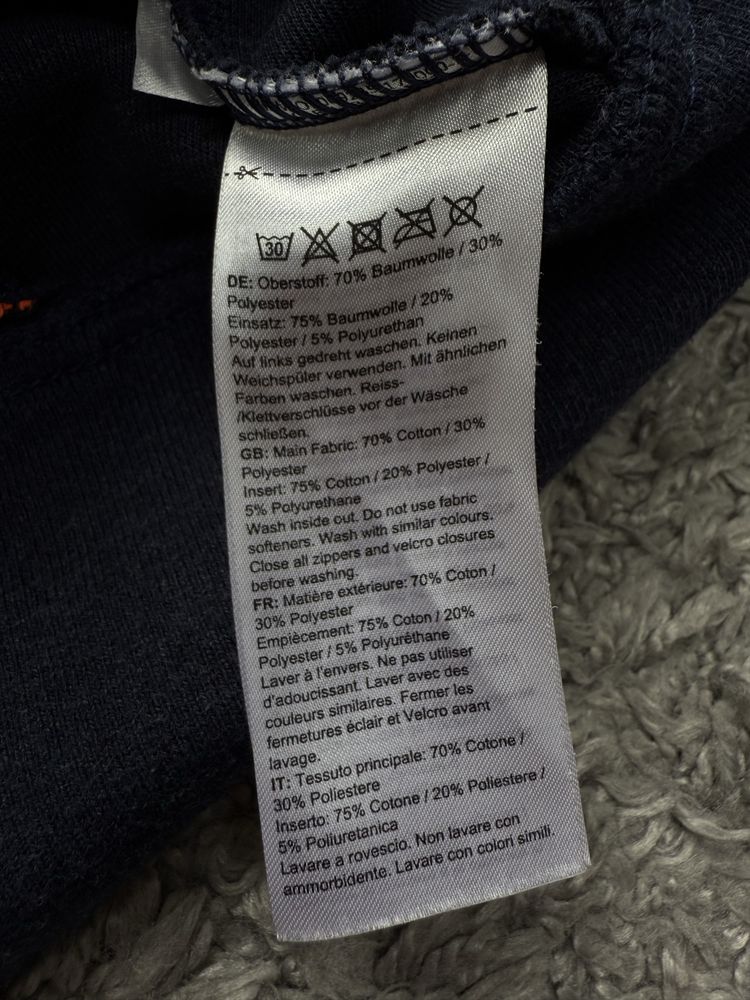 30
DE: Oberstoff: 70% Baumwolle / 30%
Polyester
Einsatz: 75% Baumwolle / 20%
Polyester / 5% Polyurethan
Auf links gedreht waschen. Keinen
Weichspüler verwenden. Mit ähnlichen
Farben waschen. Reiss-
/Klettverschlüsse vor der Wäsche
schließen.
GB: Main Fabric: 70% Cotton / 30%
Polyester
Insert: 75% Cotton / 20% Polyester /
5% Polyurethane
Wash inside out. Do not use fabric
softeners. Wash with similar colours.
Close all zippers and velcro closures
before washing.
FR: Matière extérieure: 70% Coton /
30% Polyester
Empiècement: 75% Coton / 20%
Polyester / 5% Polyuréthane
Laver à l'envers. Ne pas utiliser
d'adoucissant. Laver avec des
couleurs similaires. Fermer les
fermetures éclair et Velcro avant
lavage.
IT: Tessuto principale: 70% Cotone /
30% Poliestere
Inserto: 75% Cotone / 20% Poliestere /
5% Poliuretanica
Lavare a rovescio. Non lavare con
ammorbidente. Lavare con colori simili.